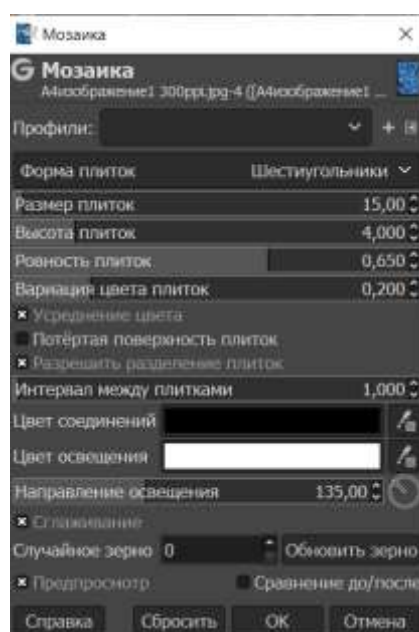 Мозаика
Мозаика
А4изображение1 300ppi.jpg-4 ([А4изображение1 ...
Профили:
Форма плиток Шестиугольники
Размер плиток 15,00
Высота плиток 4,000
Ровность плиток 0,650
Вариация цвета плиток 0,200
Усреднение цвета
Потёртая поверхность плиток
Разрешить разделение плиток
Интервал между плитками 1,000
Цвет соединений
Цвет освещения
Направление освещения 135,00
Сглаживание
Случайное зерно 0 Обновить зерно
Предпросмотр Сравнение до/после
Справка Сбросить OK Отмена